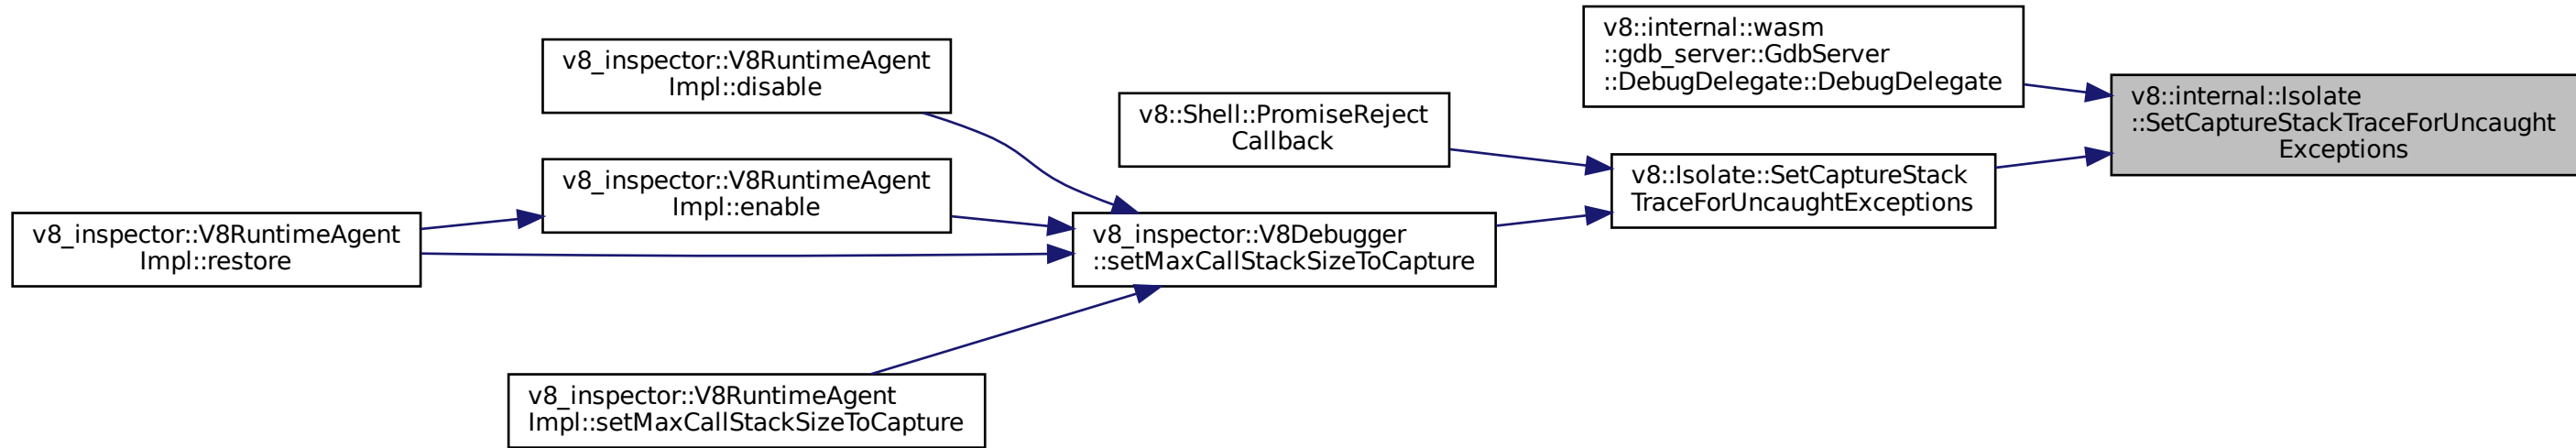 v8_inspector::V8RuntimeAgent
Impl::restore
v8_inspector::V8RuntimeAgent
Impl::disable
v8_inspector::V8RuntimeAgent
Impl::enable
v8_inspector::V8RuntimeAgent
Impl::setMaxCallStackSizeToCapture
v8::Shell::PromiseReject
Callback
v8_inspector::V8Debugger
::setMaxCallStackSizeToCapture
v8::internal::wasm
::gdb_server::GdbServer
::DebugDelegate::DebugDelegate
v8::Isolate::SetCaptureStack
TraceForUncaughtExceptions
v8::internal::Isolate
::SetCaptureStackTraceForUncaught
Exceptions